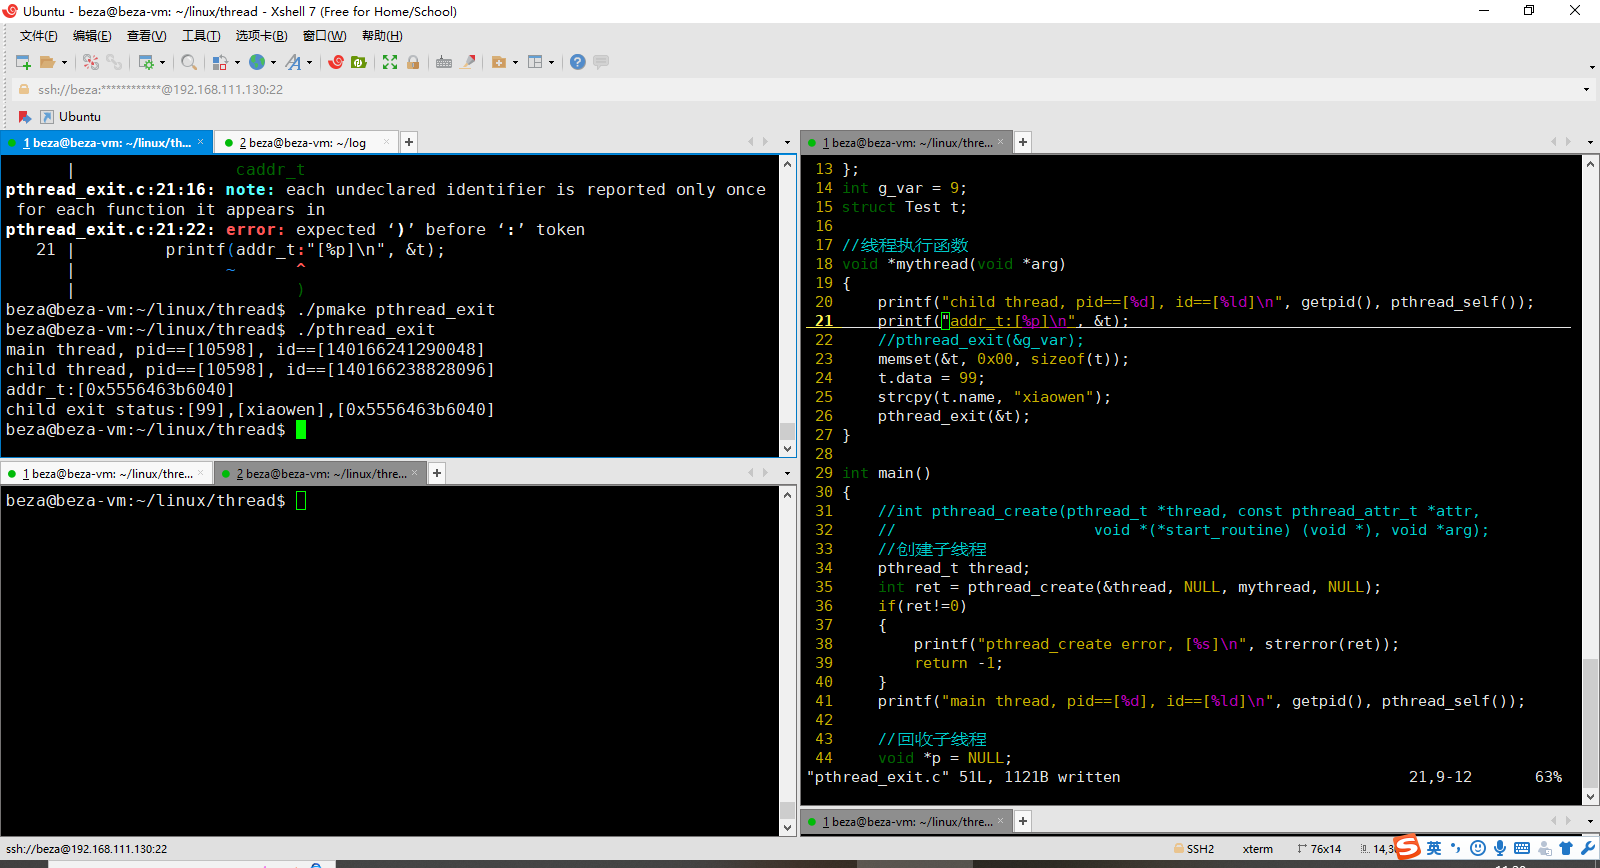 Ubuntu - beza@beza-vm: ~/linux/thread - Xshell 7 (Free for Home/School)
文件(F) 编辑(E) 查看(V) 工具(T) 选项卡(B) 窗口(W) 帮助(H)
ssh://beza:************@192.168.111.130:22
Ubuntu
1 beza@beza-vm: ~/linux/th... × 2 beza@beza-vm: ~/log × +
| caddr_t
pthread_exit.c:21:16: note: each undeclared identifier is reported only once
for each function it appears in
pthread_exit.c:21:22: error: expected ‘)’ before ‘:’ token
21 | printf(addr_t:"[%p]\n", &t);
| ~ ^
| )
beza@beza-vm:~/linux/thread$ ./pmake pthread_exit
beza@beza-vm:~/linux/thread$ ./pthread_exit
main thread, pid==[10598], id==[140166241290048]
child thread, pid==[10598], id==[140166238828096]
addr_t:[0x5556463b6040]
child exit status:[99],[xiaowen],[0x5556463b6040]
beza@beza-vm:~/linux/thread$
1 beza@beza-vm: ~/linux/thre... × 2 beza@beza-vm: ~/linux/thre... × +
beza@beza-vm:~/linux/thread$
1 beza@beza-vm: ~/linux/thre... × +
13 };
14 int g_var = 9;
15 struct Test t;
16
17 //线程执行函数
18 void *mythread(void *arg)
19 {
20 printf("child thread, pid==[%d], id==[%ld]\n", getpid(), pthread_self());
21 printf("addr_t:[%p]\n", &t);
22 //pthread_exit(&g_var);
23 memset(&t, 0x00, sizeof(t));
24 t.data = 99;
25 strcpy(t.name, "xiaowen");
26 pthread_exit(&t);
27 }
28
29 int main()
30 {
31 //int pthread_create(pthread_t *thread, const pthread_attr_t *attr,
32 // void *(*start_routine) (void *), void *arg);
33 //创建子线程
34 pthread_t thread;
35 int ret = pthread_create(&thread, NULL, mythread, NULL);
36 if(ret!=0)
37 {
38 printf("pthread_create error, [%s]\n", strerror(ret));
39 return -1;
40 }
41 printf("main thread, pid==[%d], id==[%ld]\n", getpid(), pthread_self());
42
43 //回收子线程
44 void *p = NULL;
"pthread_exit.c" 51L, 1121B written 21,9-12 63%
1 beza@beza-vm: ~/linux/thre... × +
ssh://beza@192.168.111.130:22 SSH2 xterm 76x14 英